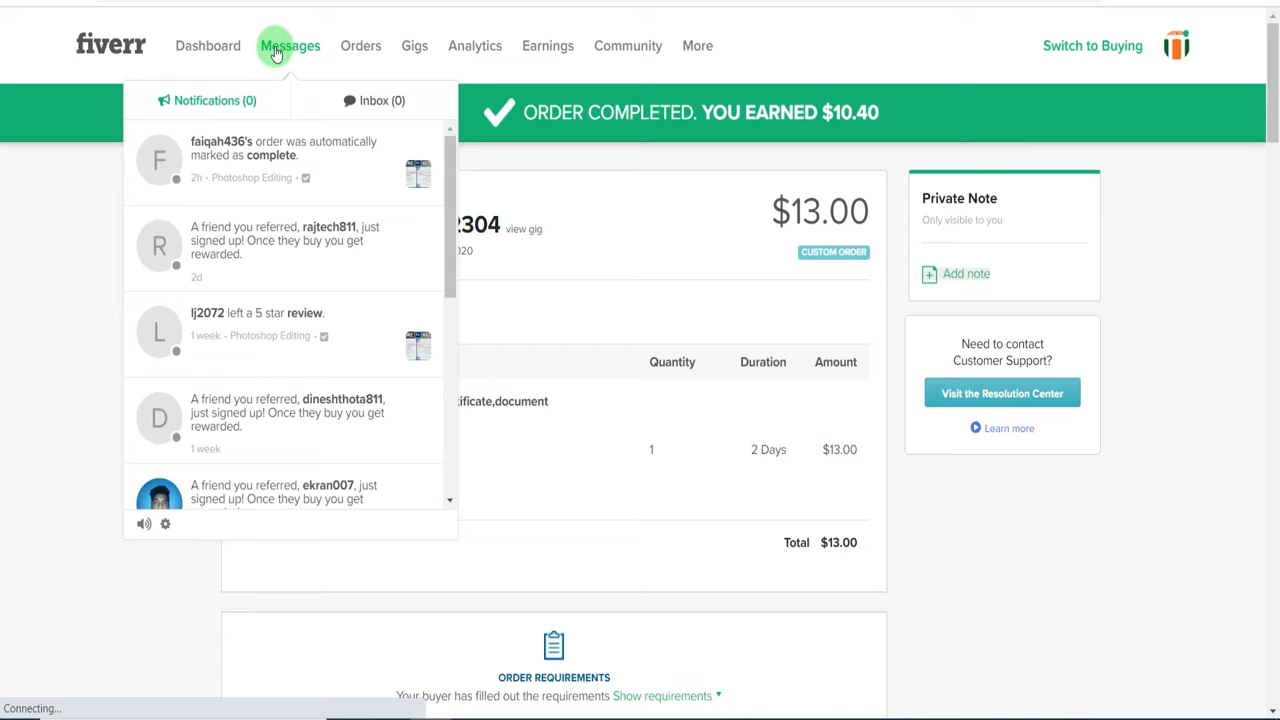 fiverr
Dashboard
Messages
Orders
Gigs
Analytics
Earnings
Community
More
Switch to Buying
Notifications (0)
Inbox (0)
ORDER COMPLETED. YOU EARNED $10.40
F
faiqah436's order was automatically
marked as complete.
2h · Photoshop Editing ·
R
A friend you referred, rajtech811, just
signed up! Once they buy you get
rewarded.
2d
L
lj2072 left a 5 star review.
1 week · Photoshop Editing ·
D
A friend you referred, dineshthota811,
just signed up! Once they buy you get
rewarded.
1 week
A friend you referred, ekran007, just
signed up! Once they buy you get
2304 view gig
$13.00
020
CUSTOM ORDER
Quantity Duration Amount
tificate,document
1 2 Days $13.00
Total $13.00
Private Note
Only visible to you
Add note
Need to contact
Customer Support?
Visit the Resolution Center
Learn more
ORDER REQUIREMENTS
Your buyer has filled out the requirements Show requirements
Connecting...